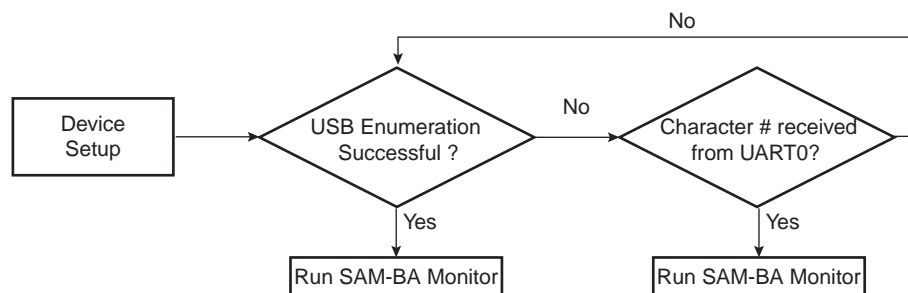 No
Device
Setup
USB Enumeration
Successful ?
No
Character # received
from UART0?
Yes
Yes
Run SAM-BA Monitor
Run SAM-BA Monitor